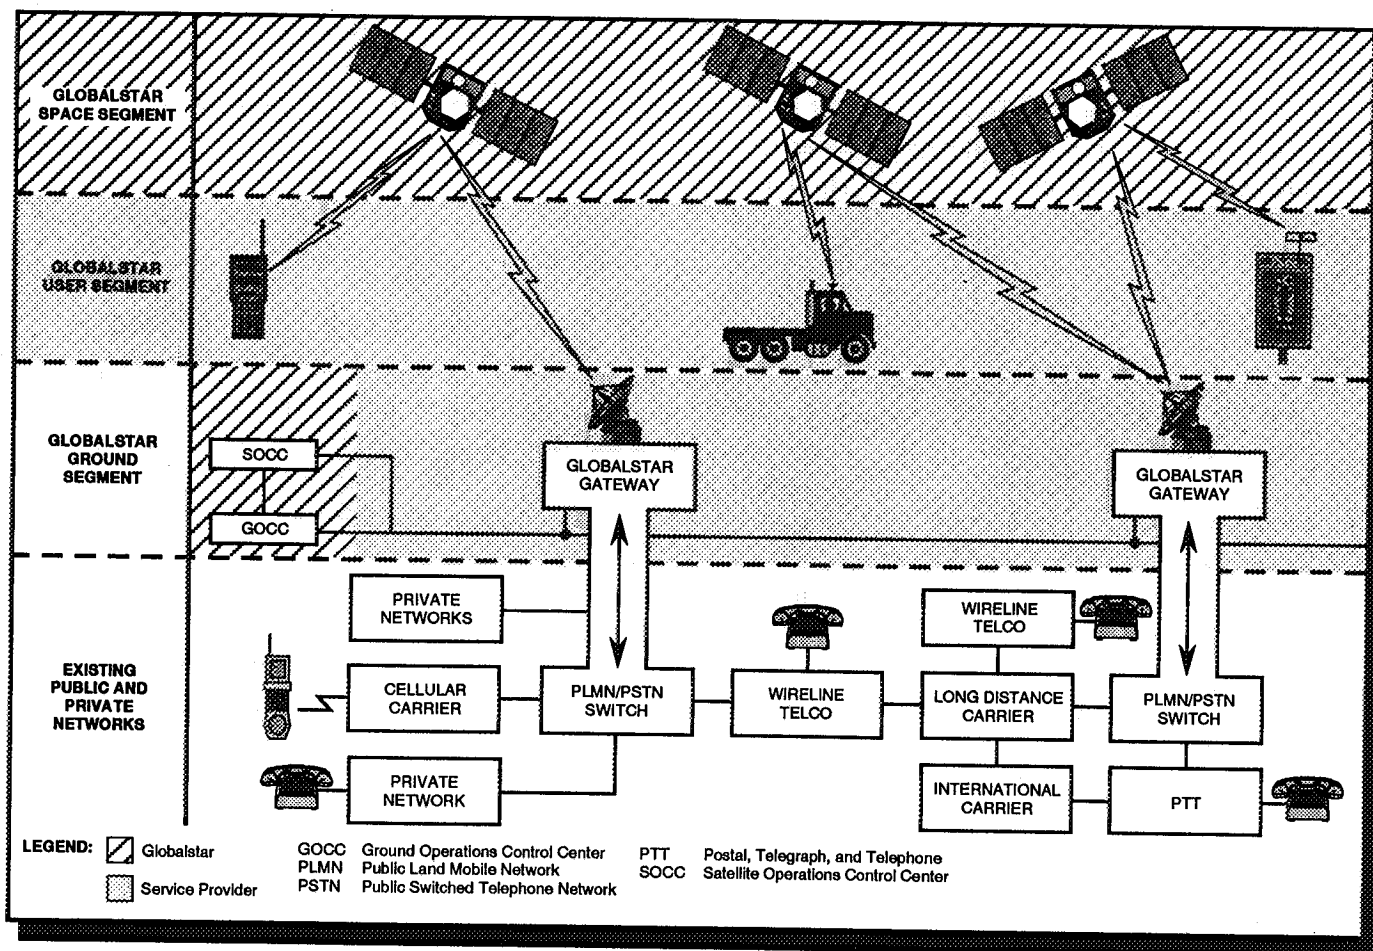 GLOBALSTAR
SPACE SEGMENT
GLOBALSTAR
USER SEGMENT
GLOBALSTAR
GROUND
SEGMENT
SOCC
GOCC
GLOBALSTAR
GATEWAY
GLOBALSTAR
GATEWAY
EXISTING
PUBLIC AND
PRIVATE
NETWORKS
PRIVATE
NETWORKS
WIRELINE
TELCO
CELLULAR
CARRIER
PLMN/PSTN
SWITCH
WIRELINE
TELCO
LONG DISTANCE
CARRIER
PLMN/PSTN
SWITCH
PRIVATE
NETWORK
INTERNATIONAL
CARRIER
PTT
LEGEND:
Globalstar
Service Provider
GOCC Ground Operations Control Center
PLMN Public Land Mobile Network
PSTN Public Switched Telephone Network
PTT Postal, Telegraph, and Telephone
SOCC Satellite Operations Control Center